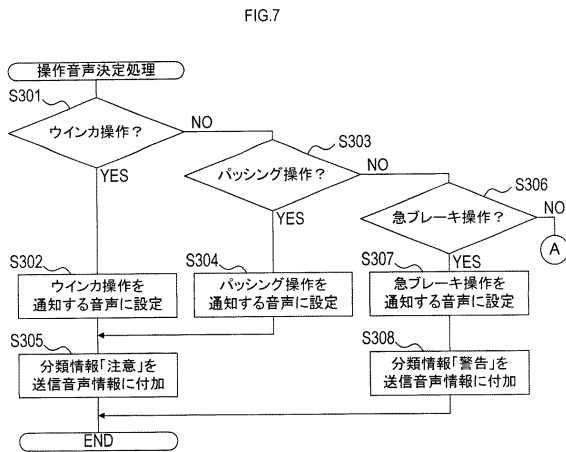 FIG.7
操作音声決定処理
S301
ウインカ操作？
NO
YES
S303
パッシング操作？
NO
YES
S306
急ブレーキ操作？
NO
YES
A
S302
ウインカ操作を
通知する音声に設定
S304
パッシング操作を
通知する音声に設定
S307
急ブレーキ操作を
通知する音声に設定
S305
分類情報「注意」を
送信音声情報に付加
S308
分類情報「警告」を
送信音声情報に付加
END